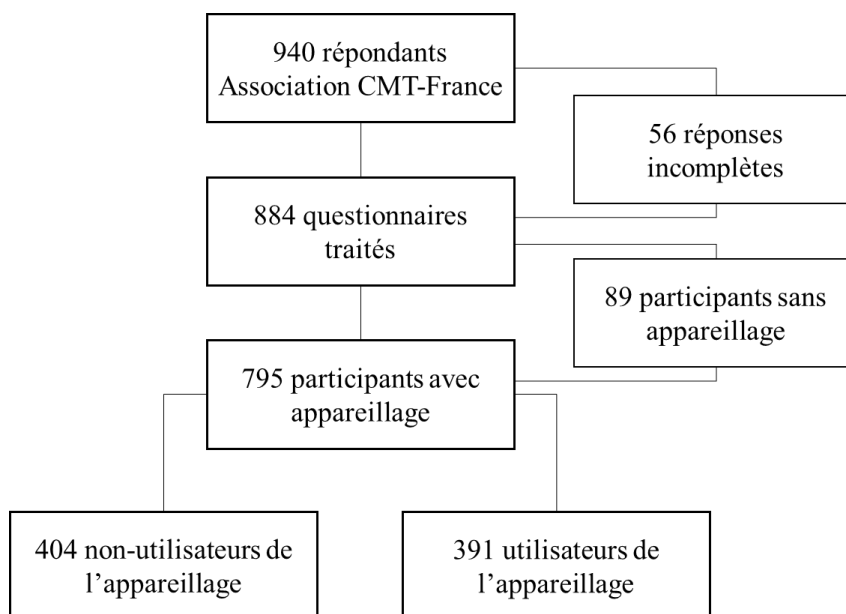 940 répondants
Association CMT-France
56 réponses
incomplètes
884 questionnaires
traités
89 participants sans
appareillage
795 participants avec
appareillage
404 non-utilisateurs de
l’appareillage
391 utilisateurs de
l’appareillage